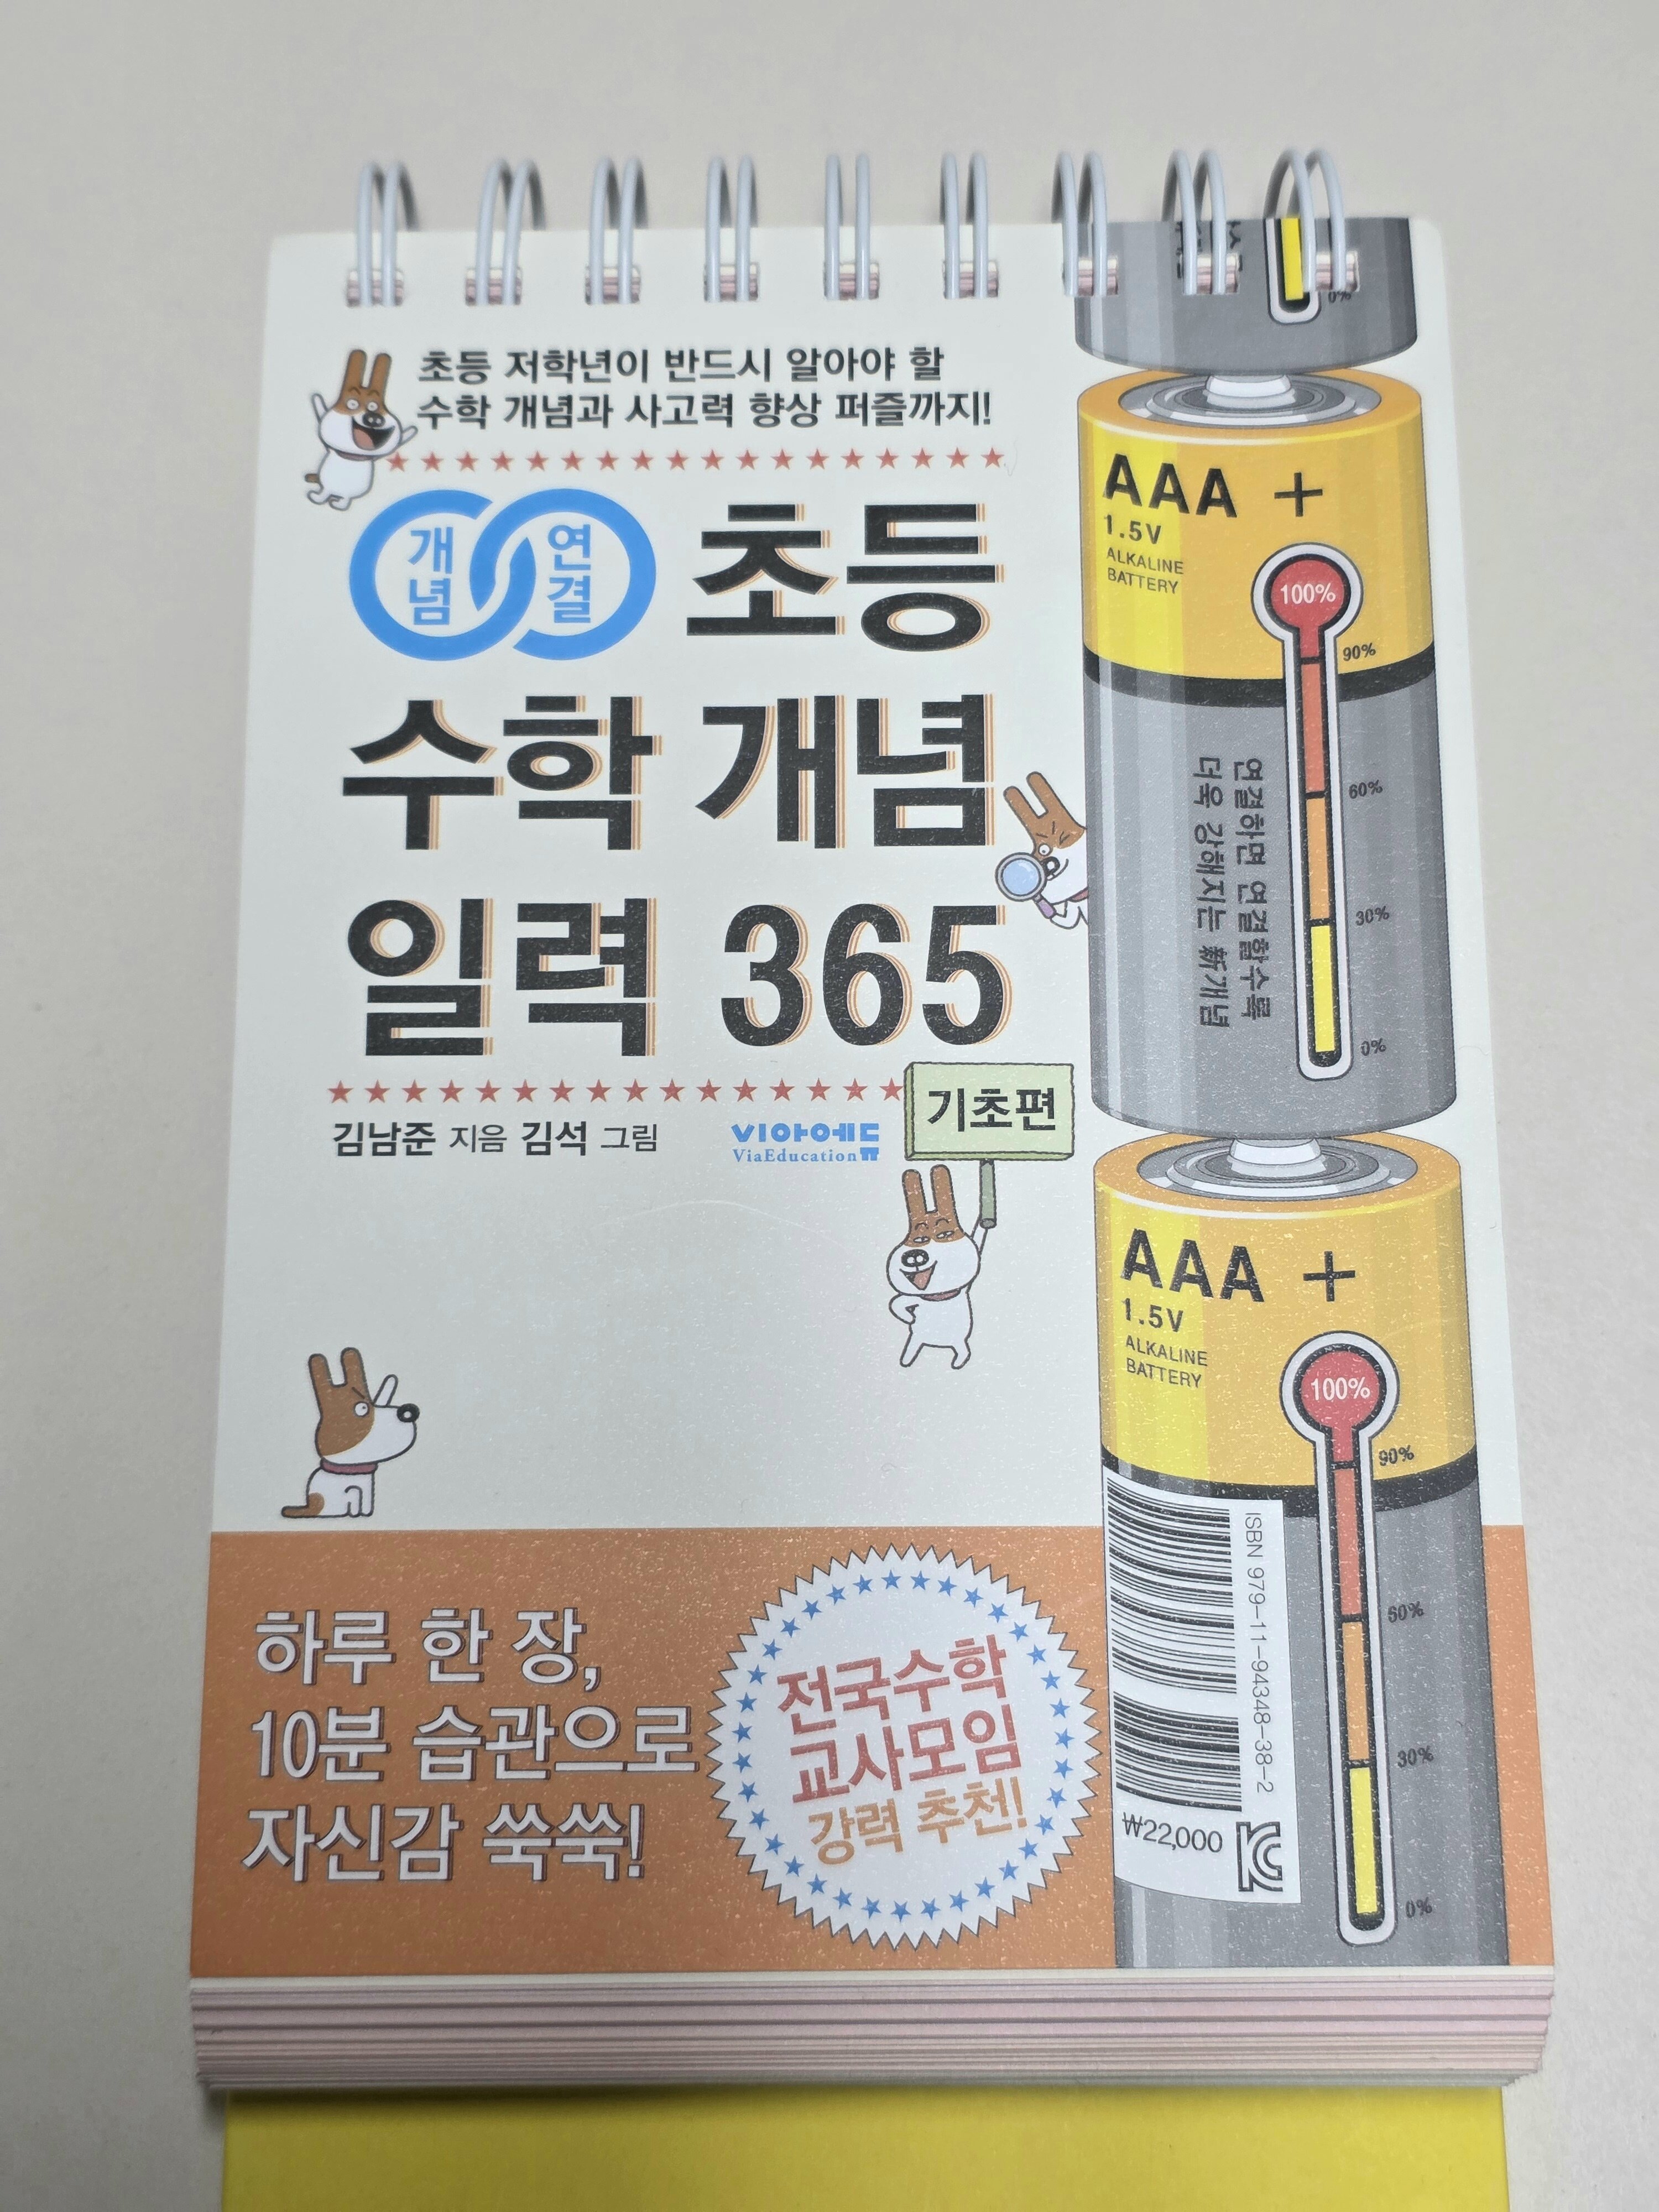 초등 저학년이 반드시 알아야 할
수학 개념과 사고력 향상 퍼즐까지!
개념 연결 초등
수학 개념
일력 365
기초편
김남준 지음 김석 그림
비아에듀
ViaEducation
하루 한 장,
10분 습관으로
자신감 쑥쑥!
전국수학
교사모임
강력 추천!
0%
AAA +
1.5V
ALKALINE
BATTERY
100%
90%
60%
30%
0%
연결하면 연결할수록
더욱 강해지는 新개념
AAA +
1.5V
ALKALINE
BATTERY
100%
90%
60%
30%
0%
ISBN 979-11-94348-38-2
₩22,000